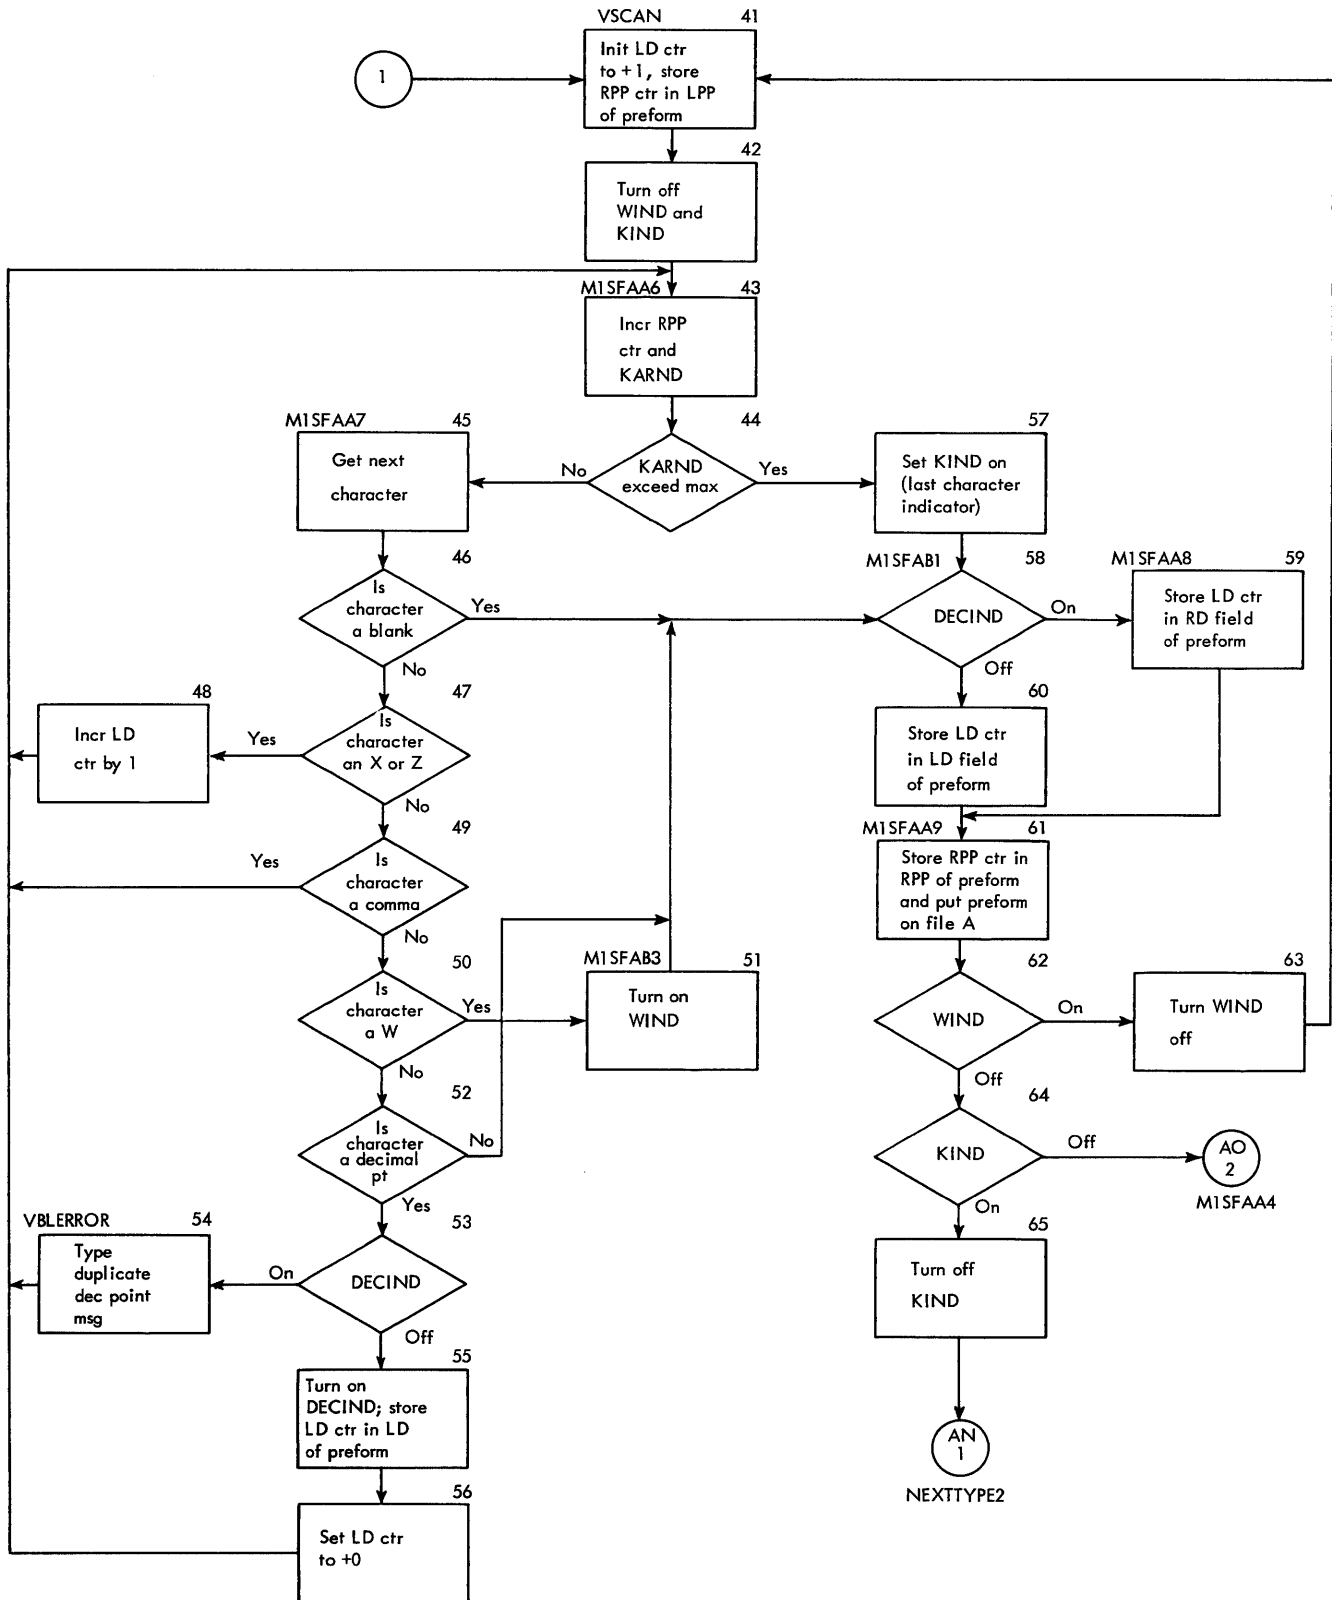 VSCAN 41
Init LD ctr
to +1, store
RPP ctr in LPP
of preform
1
42
Turn off
WIND and
KIND
M1SFAA6 43
Incr RPP
ctr and
KARND
44
KARND
exceed max
No
Yes
M1SFAA7 45
Get next
character
57
Set KIND on
(last character
indicator)
46
Is
character
a blank
Yes
No
M1SFAB1 58
DECIND
On
Off
M1SFAA8 59
Store LD ctr
in RD field
of preform
47
Is
character
an X or Z
Yes
No
48
Incr LD
ctr by 1
60
Store LD ctr
in LD field
of preform
49
Is
character
a comma
Yes
No
M1SFAA9 61
Store RPP ctr in
RPP of preform
and put preform
on file A
50
Is
character
a W
Yes
No
M1SFAB3 51
Turn on
WIND
62
WIND
On
Off
63
Turn WIND
off
52
Is
character
a decimal
pt
No
Yes
64
KIND
Off
On
AO
2
M1SFAA4
53
DECIND
On
Off
VBLERROR 54
Type
duplicate
dec point
msg
65
Turn off
KIND
55
Turn on
DECIND; store
LD ctr in LD
of preform
AN
1
NEXTTYPE2
56
Set LD ctr
to +0